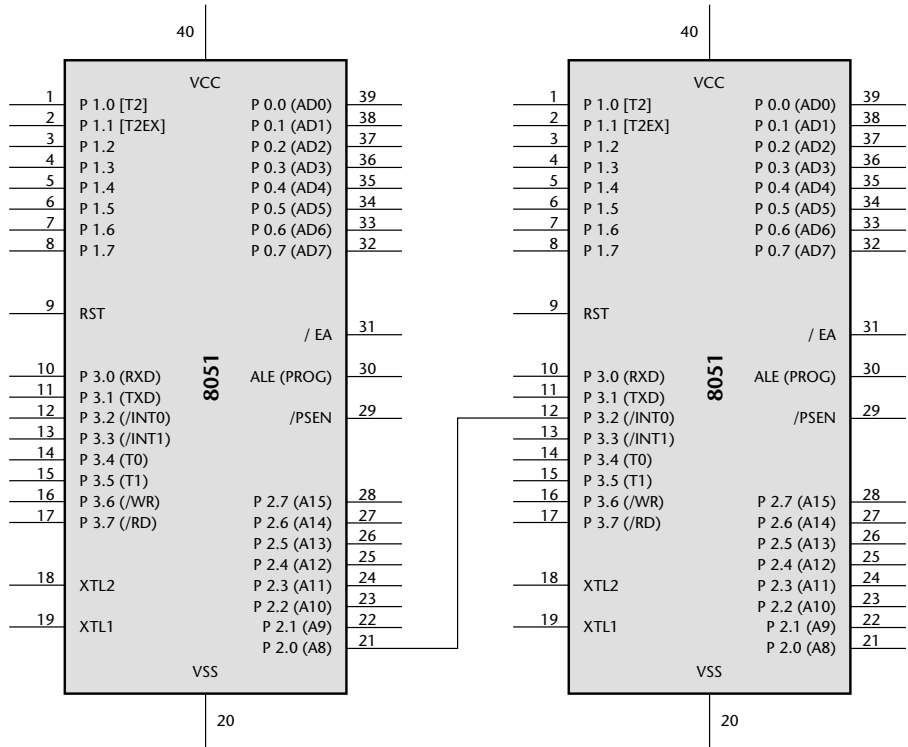 40
VCC
1 P 1.0 [T2] P 0.0 (AD0) 39
2 P 1.1 [T2EX] P 0.1 (AD1) 38
3 P 1.2 P 0.2 (AD2) 37
4 P 1.3 P 0.3 (AD3) 36
5 P 1.4 P 0.4 (AD4) 35
6 P 1.5 P 0.5 (AD5) 34
7 P 1.6 P 0.6 (AD6) 33
8 P 1.7 P 0.7 (AD7) 32
9 RST
/ EA 31
8051
10 P 3.0 (RXD) ALE (PROG) 30
11 P 3.1 (TXD)
12 P 3.2 (/INT0) /PSEN 29
13 P 3.3 (/INT1)
14 P 3.4 (T0)
15 P 3.5 (T1)
16 P 3.6 (/WR) P 2.7 (A15) 28
17 P 3.7 (/RD) P 2.6 (A14) 27
P 2.5 (A13) 26
P 2.4 (A12) 25
18 XTL2 P 2.3 (A11) 24
P 2.2 (A10) 23
19 XTL1 P 2.1 (A9) 22
P 2.0 (A8) 21
VSS
20
40
VCC
1 P 1.0 [T2] P 0.0 (AD0) 39
2 P 1.1 [T2EX] P 0.1 (AD1) 38
3 P 1.2 P 0.2 (AD2) 37
4 P 1.3 P 0.3 (AD3) 36
5 P 1.4 P 0.4 (AD4) 35
6 P 1.5 P 0.5 (AD5) 34
7 P 1.6 P 0.6 (AD6) 33
8 P 1.7 P 0.7 (AD7) 32
9 RST
/ EA 31
8051
10 P 3.0 (RXD) ALE (PROG) 30
11 P 3.1 (TXD)
12 P 3.2 (/INT0) /PSEN 29
13 P 3.3 (/INT1)
14 P 3.4 (T0)
15 P 3.5 (T1)
16 P 3.6 (/WR) P 2.7 (A15) 28
17 P 3.7 (/RD) P 2.6 (A14) 27
P 2.5 (A13) 26
P 2.4 (A12) 25
18 XTL2 P 2.3 (A11) 24
P 2.2 (A10) 23
19 XTL1 P 2.1 (A9) 22
P 2.0 (A8) 21
VSS
20